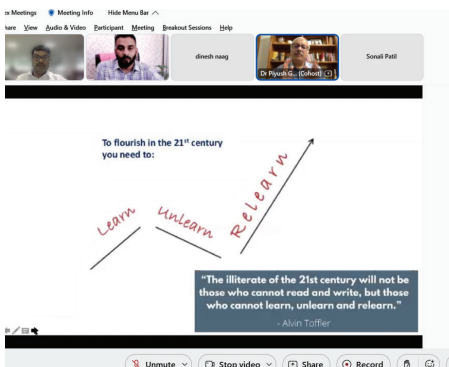 ex Meetings Meeting Info Hide Menu Bar
hare View Audio & Video Participant Meeting Breakout Sessions Help
dinesh naag
Dr Piyush G... (Cohost)
Sonali Patil
To flourish in the 21st century
you need to:
Learn
Unlearn
Relearn
“The illiterate of the 21st century will not be
those who cannot read and write, but those
who cannot learn, unlearn and relearn.”
- Alvin Toffler
Unmute Stop video Share Record